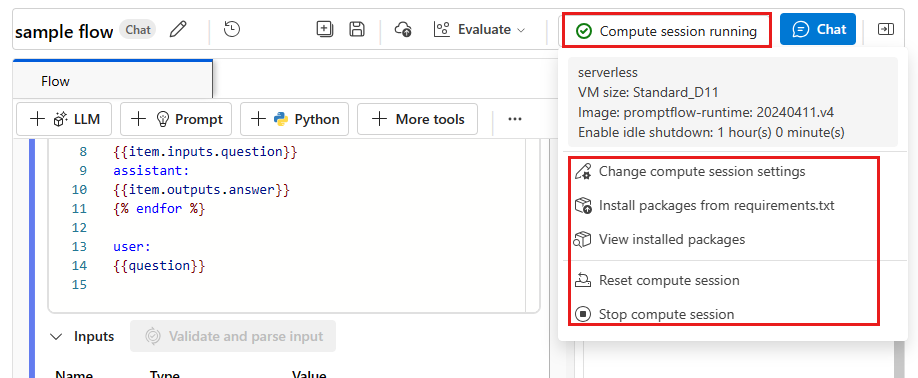 sample flow Chat Evaluate Compute session running Chat
Flow
serverless
VM size: Standard_D11
Image: promptflow-runtime: 20240411.v4
Enable idle shutdown: 1 hour(s) 0 minute(s)
+ LLM + Prompt + Python + More tools ...
8 {{item.inputs.question}}
9 assistant:
10 {{item.outputs.answer}}
11 {% endfor %}
12
13 user:
14 {{question}}
15
Change compute session settings
Install packages from requirements.txt
View installed packages
Reset compute session
Stop compute session
Inputs Validate and parse input
Name Type Value